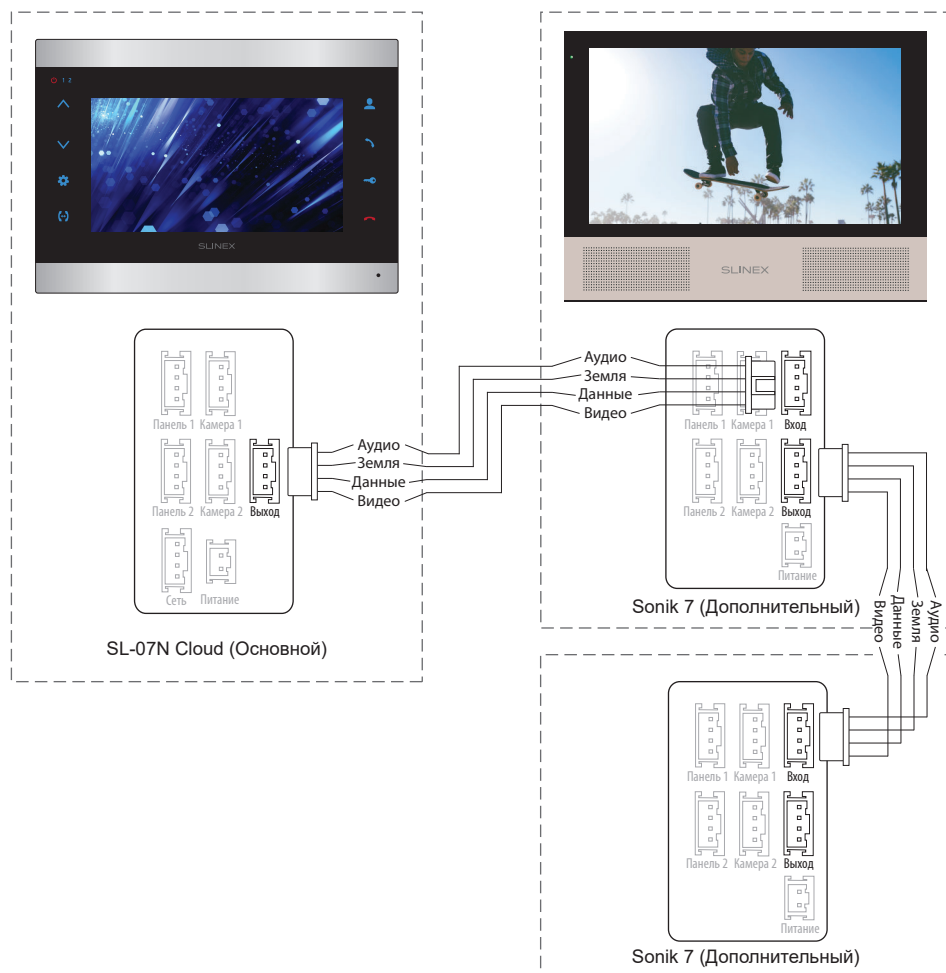 1 2
SLINEX
SLINEX
Панель 1 Камера 1
Панель 2 Камера 2 Выход
Сеть Питание
Аудио
Земля
Данные
Видео
SL-07N Cloud (Основной)
Аудио
Земля
Данные
Видео
Панель 1 Камера 1 Вход
Панель 2 Камера 2 Выход
Питание
Sonik 7 (Дополнительный)
Видео
Данные
Земля
Аудио
Панель 1 Камера 1 Вход
Панель 2 Камера 2 Выход
Питание
Sonik 7 (Дополнительный)